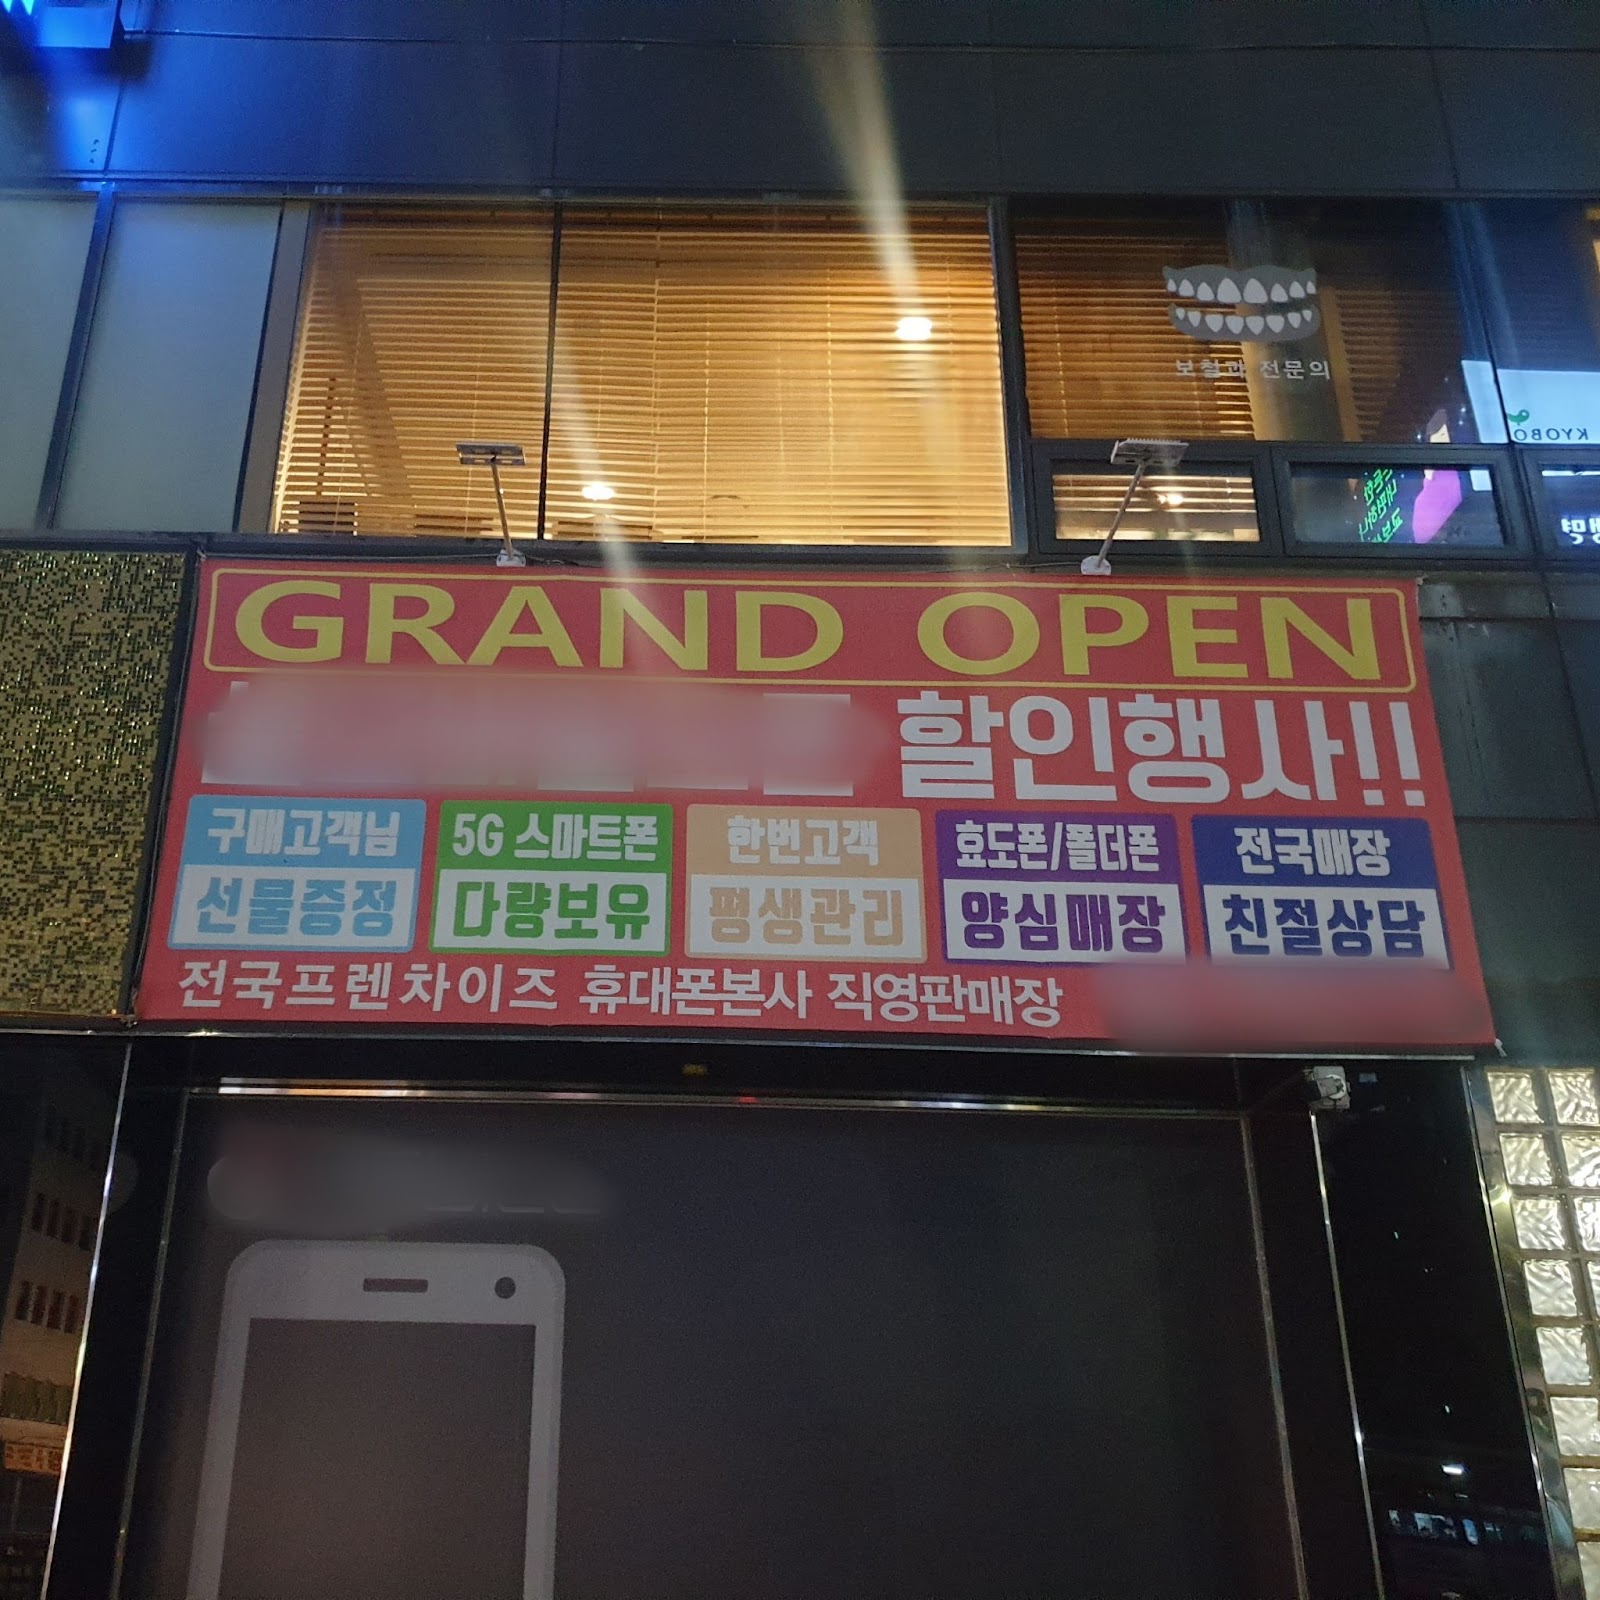 보철과 전문의
KYOBO
GRAND OPEN
할인행사!!
구매고객님
선물증정
5G 스마트폰
다량보유
한번고객
평생관리
효도폰/폴더폰
양심매장
전국매장
친절상담
전국프렌차이즈 휴대폰본사 직영판매장